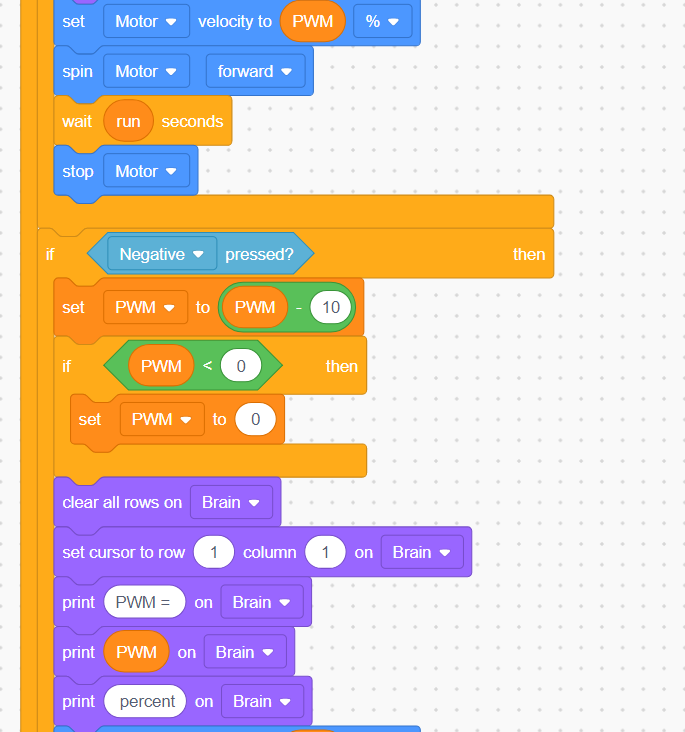 set Motor velocity to PWM %
spin Motor forward
wait run seconds
stop Motor
if Negative pressed? then
set PWM to PWM - 10
if PWM < 0 then
set PWM to 0
clear all rows on Brain
set cursor to row 1 column 1 on Brain
print PWM = on Brain
print PWM on Brain
print percent on Brain